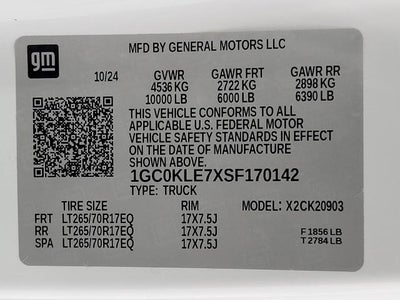 MFD BY GENERAL MOTORS LLC
gm
10/24 GVWR GAWR FRT GAWR RR
4536 KG 2722 KG 2898 KG
10000 LB 6000 LB 6390 LB
THIS VEHICLE CONFORMS TO ALL
APPLICABLE U.S. FEDERAL MOTOR
VEHICLE SAFETY STANDARDS IN EFFECT
ON THE DATE OF MANUFACTURE
SHOWN ABOVE.
1GC0KLE7XSF170142
TYPE: TRUCK
TIRE SIZE RIM MODEL: X2CK20903
FRT LT265/70R17EQ 17X7.5J
RR LT265/70R17EQ 17X7.5J F 1856 LB
SPA LT265/70R17EQ 17X7.5J T 2784 LB